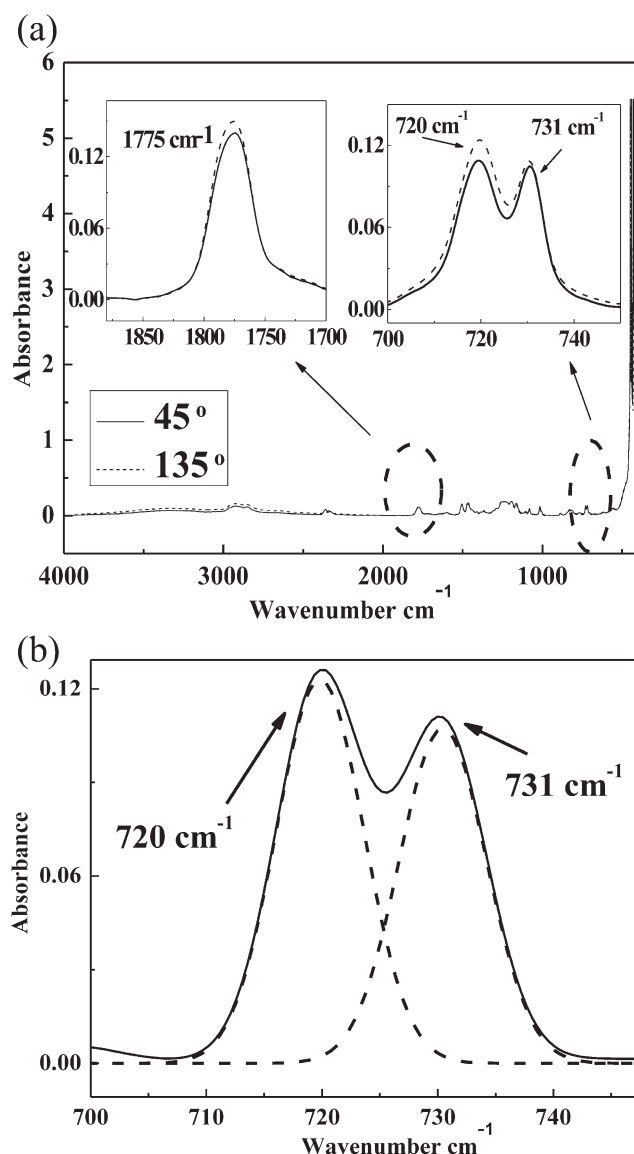 (a)
6
5
4
3
2
1
0
Absorbance
1775 cm-1
0.12
0.06
0.00
1850 1800 1750 1700
720 cm-1
731 cm-1
0.12
0.06
0.00
700 720 740
45 o
135 o
4000 3000 2000 1000
Wavenumber cm -1
(b)
0.12
0.06
0.00
Absorbance
720 cm-1
731 cm-1
700 710 720 730 740
Wavenumber cm -1